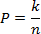 P = k/n